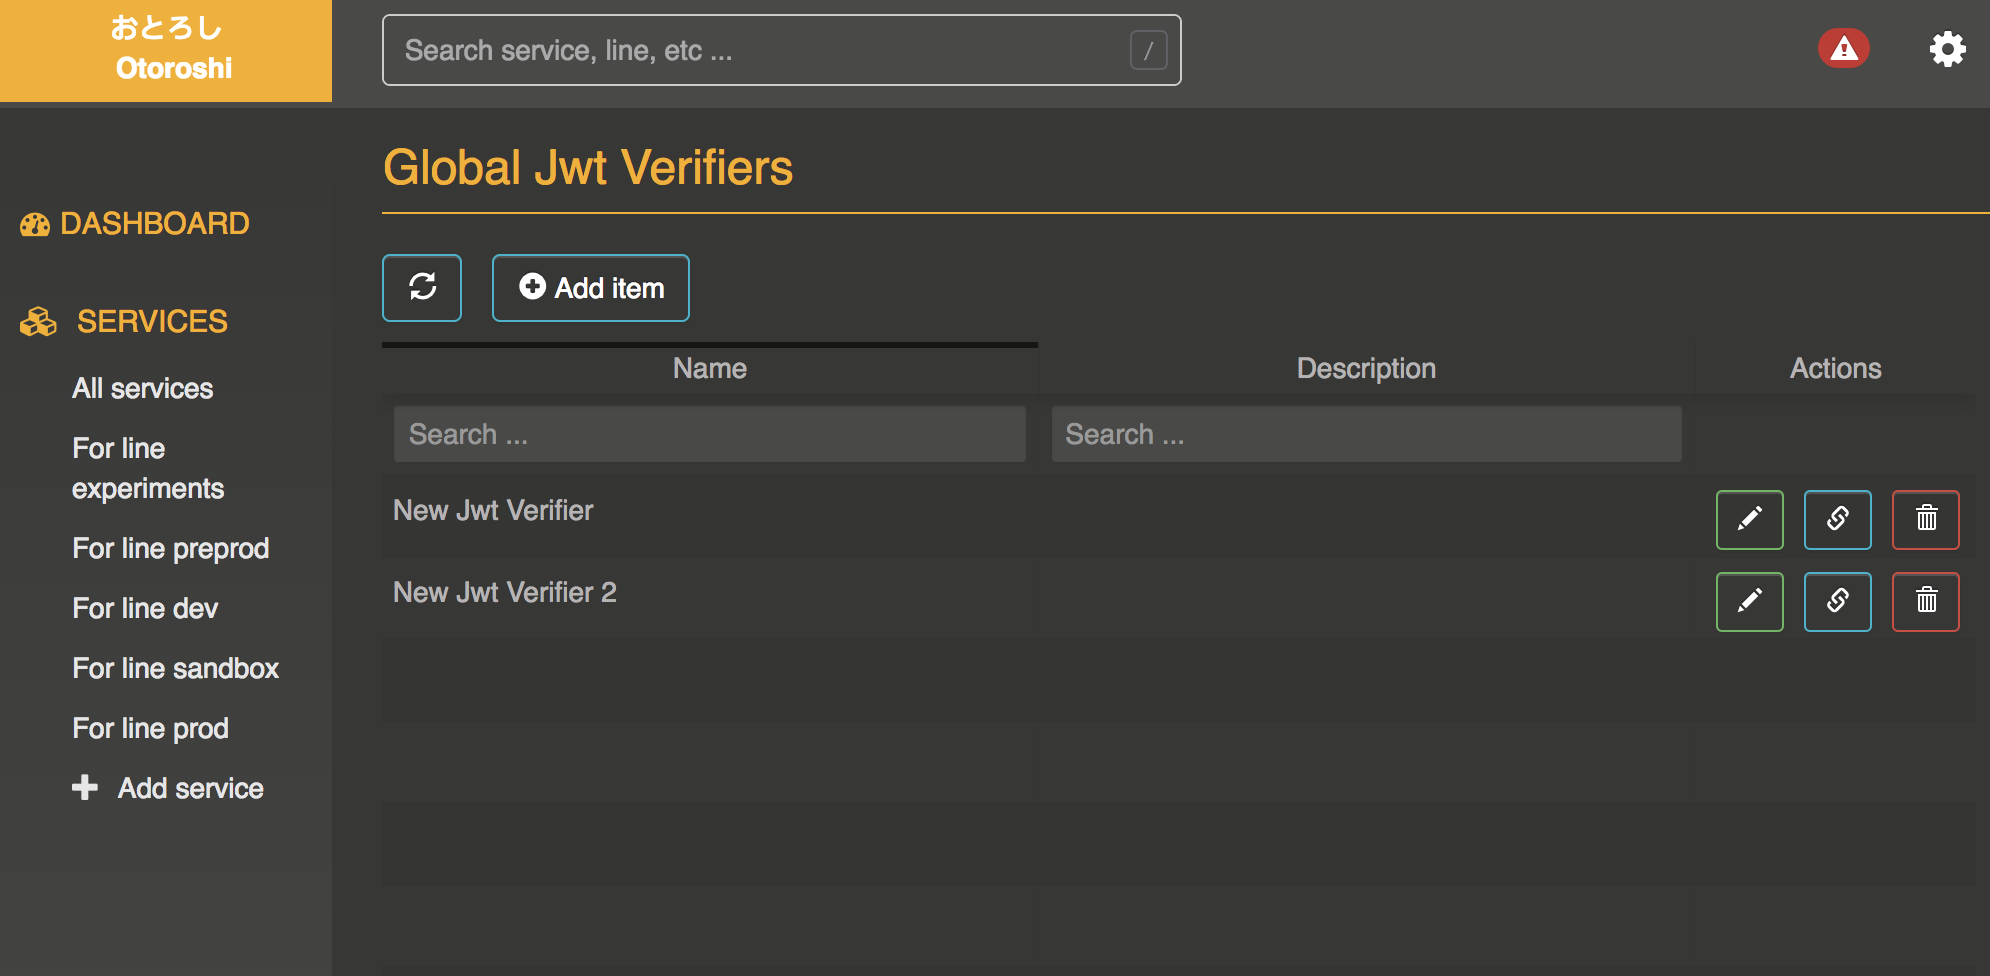 おとろし
Otoroshi
Search service, line, etc ...
/
DASHBOARD
SERVICES
All services
For line
experiments
For line preprod
For line dev
For line sandbox
For line prod
Add service
Global Jwt Verifiers
Add item
Name Description Actions
Search ... Search ...
New Jwt Verifier
New Jwt Verifier 2